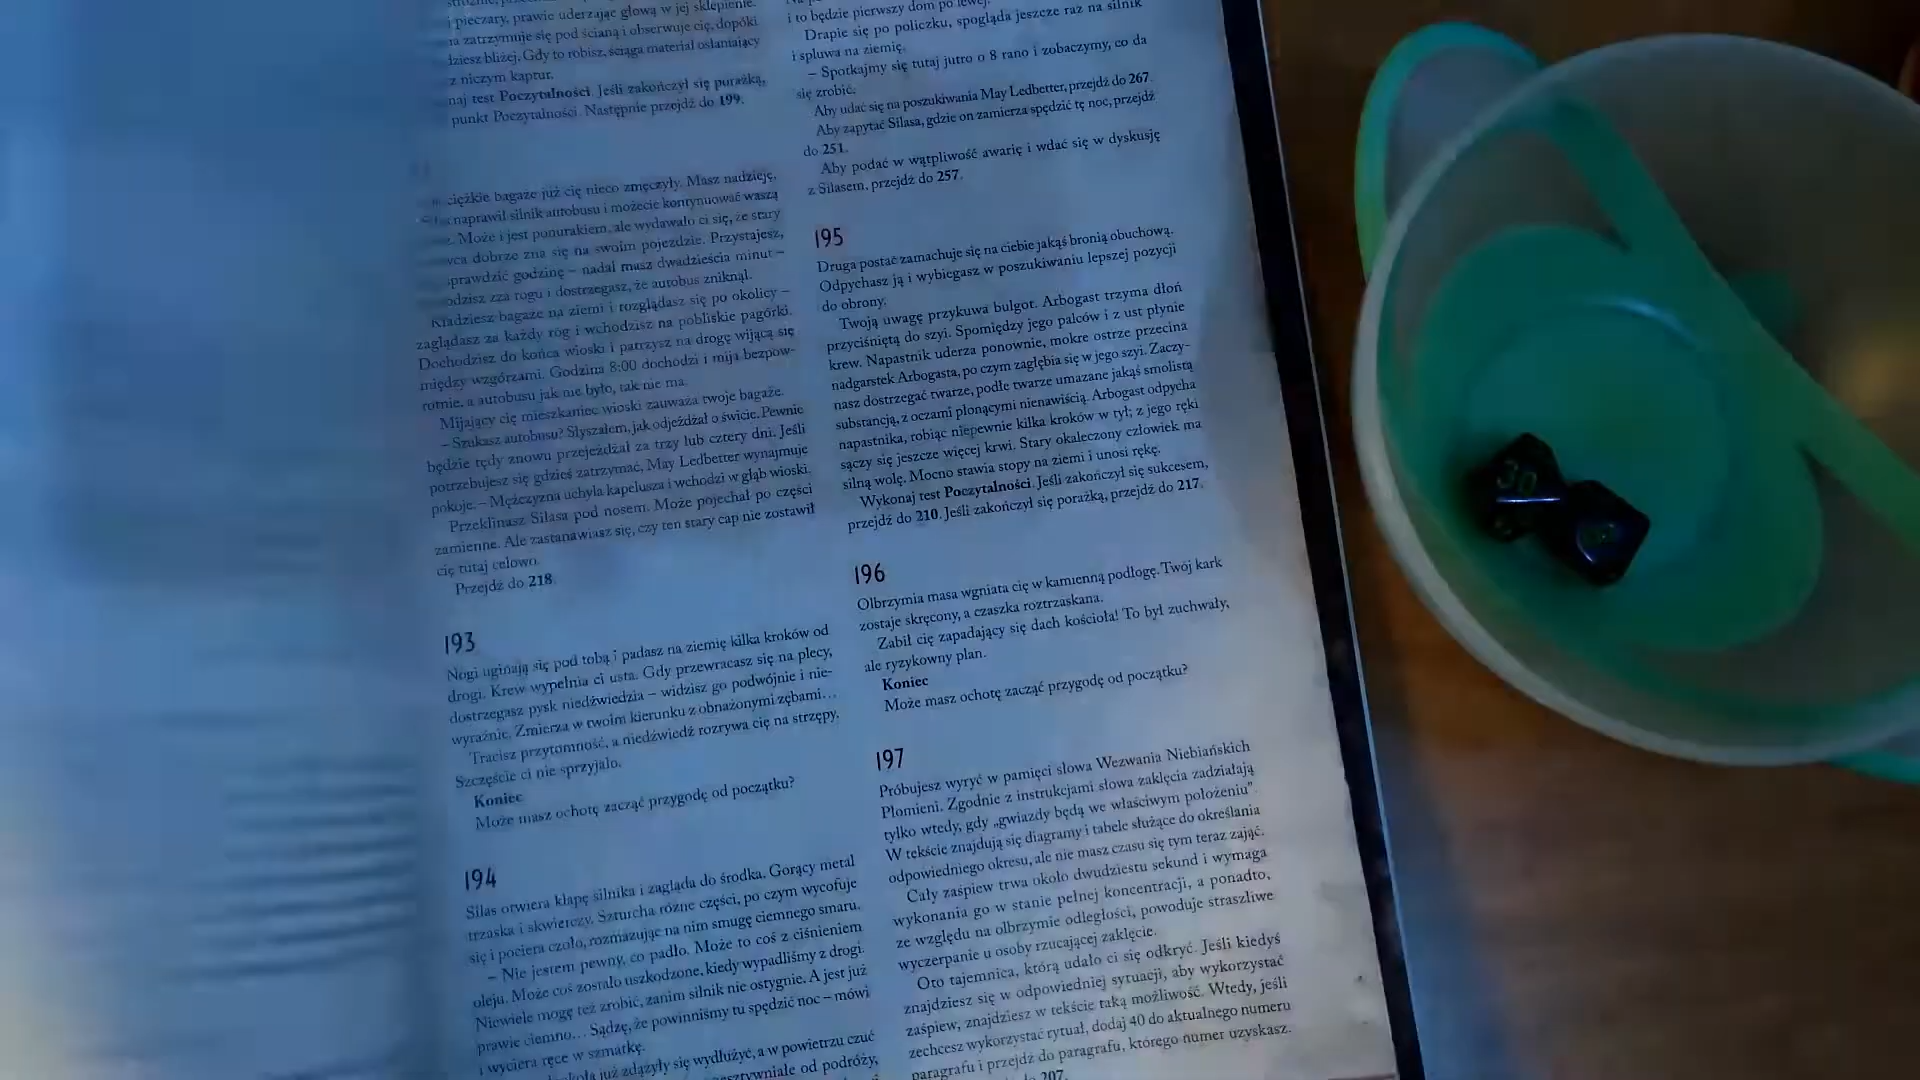 i pieczary, prawie uderzając głową w jej sklepienie.
zatrzymuje się pod ścianą i obserwuje cię, dopóki
bliżej. Gdy to robisz, ściąga materiał osłaniający
z niczym kaptur.
test Poczytalności. Jeśli zakończył się porażką,
punkt Poczytalności. Następnie przejdź do 199.
ciężkie bagaże już cię nieco zmęczyły. Masz nadzieję,
naprawił silnik autobusu i możecie kontynuować waszą
Może i jest ponurakiem, ale wydawało ci się, że stary
dobrze zna się na swoim pojeździe. Przystajesz,
sprawdzić godzinę – nadal masz dwadzieścia minut –
zza rogu i dostrzegasz, że autobus zniknął.
Kładziesz bagaże na ziemi i rozglądasz się po okolicy –
zaglądasz za każdy róg i wchodzisz na pobliskie pagórki.
Dochodzisz do końca wioski i patrzysz na drogę wijącą się
między wzgórzami. Godzina 8:00 dochodzi i mija bezpow-
rotnie, a autobusu jak nie było, tak nie ma.
Mijający cię mieszkaniec wioski zauważa twoje bagaże.
– Szukasz autobusu? Słyszałem, jak odjeżdżał o świcie. Pewnie
będzie tędy znowu przejeżdżał za trzy lub cztery dni. Jeśli
potrzebujesz się gdzieś zatrzymać, May Ledbetter wynajmuje
pokoje. – Mężczyzna uchyla kapelusza i wchodzi w głąb wioski.
Przeklinasz Silasa pod nosem. Może pojechał po części
zamienne. Ale zastanawiasz się, czy ten stary cap nie zostawił
cię tutaj celowo.
Przejdź do 218.
193
Nogi uginają się pod tobą i padasz na ziemię kilka kroków od
drogi. Krew wypełnia ci usta. Gdy przewracasz się na plecy,
dostrzegasz pysk niedźwiedzia – widzisz go podwójnie i nie-
wyraźnie. Zmierza w twoim kierunku z obnażonymi zębami…
Tracisz przytomność, a niedźwiedź rozrywa cię na strzępy.
Szczęście ci nie sprzyjało.
Koniec
Może masz ochotę zacząć przygodę od początku?
194
Silas otwiera klapę silnika i zagląda do środka. Gorący metal
trzaska i skwierczy. Szturcha różne części, po czym wycofuje
się i pociera czoło, rozmazując na nim smugę ciemnego smaru.
– Nie jestem pewny, co padło. Może to coś z ciśnieniem
oleju. Może coś zostało uszkodzone, kiedy wypadliśmy z drogi.
Niewiele mogę też zrobić, zanim silnik nie ostygnie. A jest już
prawie ciemno… Sądzę, że powinniśmy tu spędzić noc – mówi
i wyciera ręce w szmatkę.
już zdążyły się wydłużyć, a w powietrzu czuć
od podróży,
i to będzie pierwszy dom po lewej.
Drapie się po policzku, spogląda jeszcze raz na silnik
i spluwa na ziemię.
– Spotkajmy się tutaj jutro o 8 rano i zobaczymy, co da
się zrobić.
Aby udać się na poszukiwania May Ledbetter, przejdź do 267.
Aby zapytać Silasa, gdzie on zamierza spędzić tę noc, przejdź
do 251.
Aby podać w wątpliwość awarię i wdać się w dyskusję
z Silasem, przejdź do 257.
195
Druga postać zamachuje się na ciebie jakąś bronią obuchową.
Odpychasz ją i wybiegasz w poszukiwaniu lepszej pozycji
do obrony.
Twoją uwagę przykuwa bulgot. Arbogast trzyma dłoń
przyciśniętą do szyi. Spomiędzy jego palców i z ust płynie
krew. Napastnik uderza ponownie, mokre ostrze przecina
nadgarstek Arbogasta, po czym zagłębia się w jego szyi. Zaczy-
nasz dostrzegać twarze, podłe twarze umazane jakąś smolistą
substancją, z oczami płonącymi nienawiścią. Arbogast odpycha
napastnika, robiąc niepewnie kilka kroków w tył; z jego ręki
sączy się jeszcze więcej krwi. Stary okaleczony człowiek ma
silną wolę. Mocno stawia stopy na ziemi i unosi rękę.
Wykonaj test Poczytalności. Jeśli zakończył się sukcesem,
przejdź do 210. Jeśli zakończył się porażką, przejdź do 217.
196
Olbrzymia masa wgniata cię w kamienną podłogę. Twój kark
zostaje skręcony, a czaszka roztrzaskana.
Zabił cię zapadający się dach kościoła! To był zuchwały,
ale ryzykowny plan.
Koniec
Może masz ochotę zacząć przygodę od początku?
197
Próbujesz wyryć w pamięci słowa Wezwania Niebiańskich
Płomieni. Zgodnie z instrukcjami słowa zaklęcia zadziałają
tylko wtedy, gdy „gwiazdy będą we właściwym położeniu".
W tekście znajdują się diagramy i tabele służące do określania
odpowiedniego okresu, ale nie masz czasu się tym teraz zająć.
Cały zaśpiew trwa około dwudziestu sekund i wymaga
wykonania go w stanie pełnej koncentracji, a ponadto,
ze względu na olbrzymie odległości, powoduje straszliwe
wyczerpanie u osoby rzucającej zaklęcie.
Oto tajemnica, którą udało ci się odkryć. Jeśli kiedyś
znajdziesz się w odpowiedniej sytuacji, aby wykorzystać
zaśpiew, znajdziesz w tekście taką możliwość. Wtedy, jeśli
zechcesz wykorzystać rytuał, dodaj 40 do aktualnego numeru
paragrafu i przejdź do paragrafu, którego numer uzyskasz.
do 207.
30